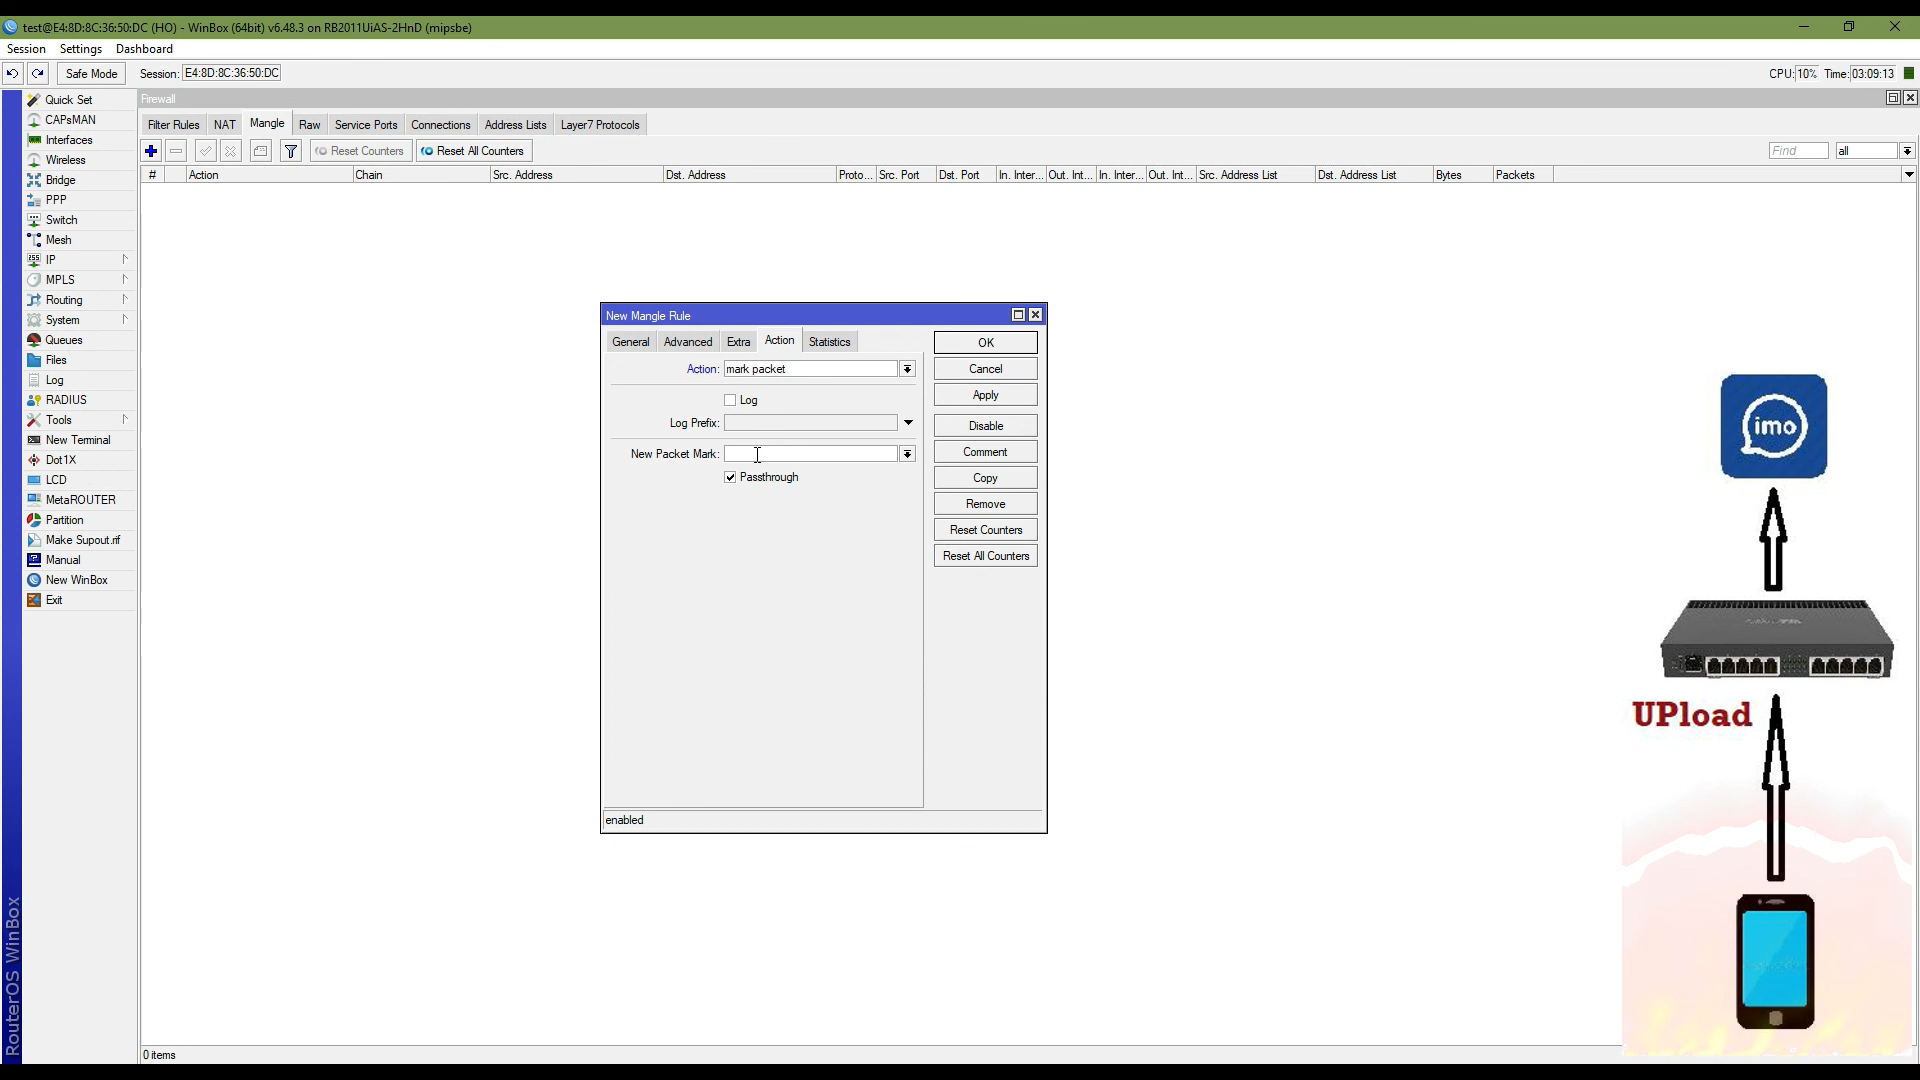 test@E4:8D:8C:36:50:DC (HO) - WinBox (64bit) v6.48.3 on RB2011UiAS-2HnD (mipsbe)
Session Settings Dashboard
Safe Mode Session: E4:8D:8C:36:50:DC CPU: 10% Time: 03:09:13
Quick Set
CAPsMAN
Interfaces
Wireless
Bridge
PPP
Switch
Mesh
IP
MPLS
Routing
System
Queues
Files
Log
RADIUS
Tools
New Terminal
Dot1X
LCD
MetaROUTER
Partition
Make Supout.rif
Manual
New WinBox
Exit
RouterOS WinBox
Firewall
Filter Rules NAT Mangle Raw Service Ports Connections Address Lists Layer7 Protocols
Reset Counters Reset All Counters Find all
# Action Chain Src. Address Dst. Address Proto... Src. Port Dst. Port In. Inter... Out. Int... In. Inter... Out. Int... Src. Address List Dst. Address List Bytes Packets
New Mangle Rule
General Advanced Extra Action Statistics
Action: mark packet
Log
Log Prefix:
New Packet Mark:
Passthrough
OK
Cancel
Apply
Disable
Comment
Copy
Remove
Reset Counters
Reset All Counters
enabled
imo
UPload
0 items